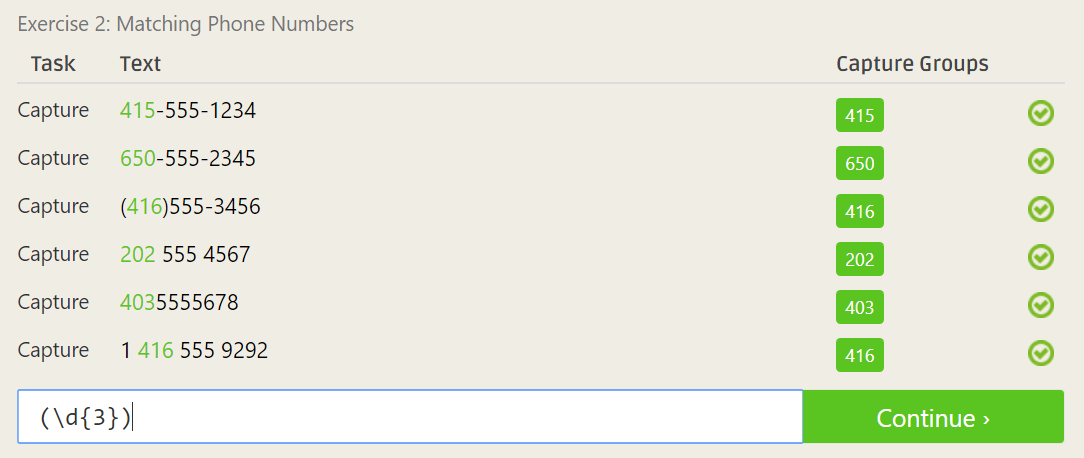 Exercise 2: Matching Phone Numbers
Task Text Capture Groups
Capture 415-555-1234 415
Capture 650-555-2345 650
Capture (416)555-3456 416
Capture 202 555 4567 202
Capture 4035555678 403
Capture 1 416 555 9292 416
(\d{3}) Continue ›